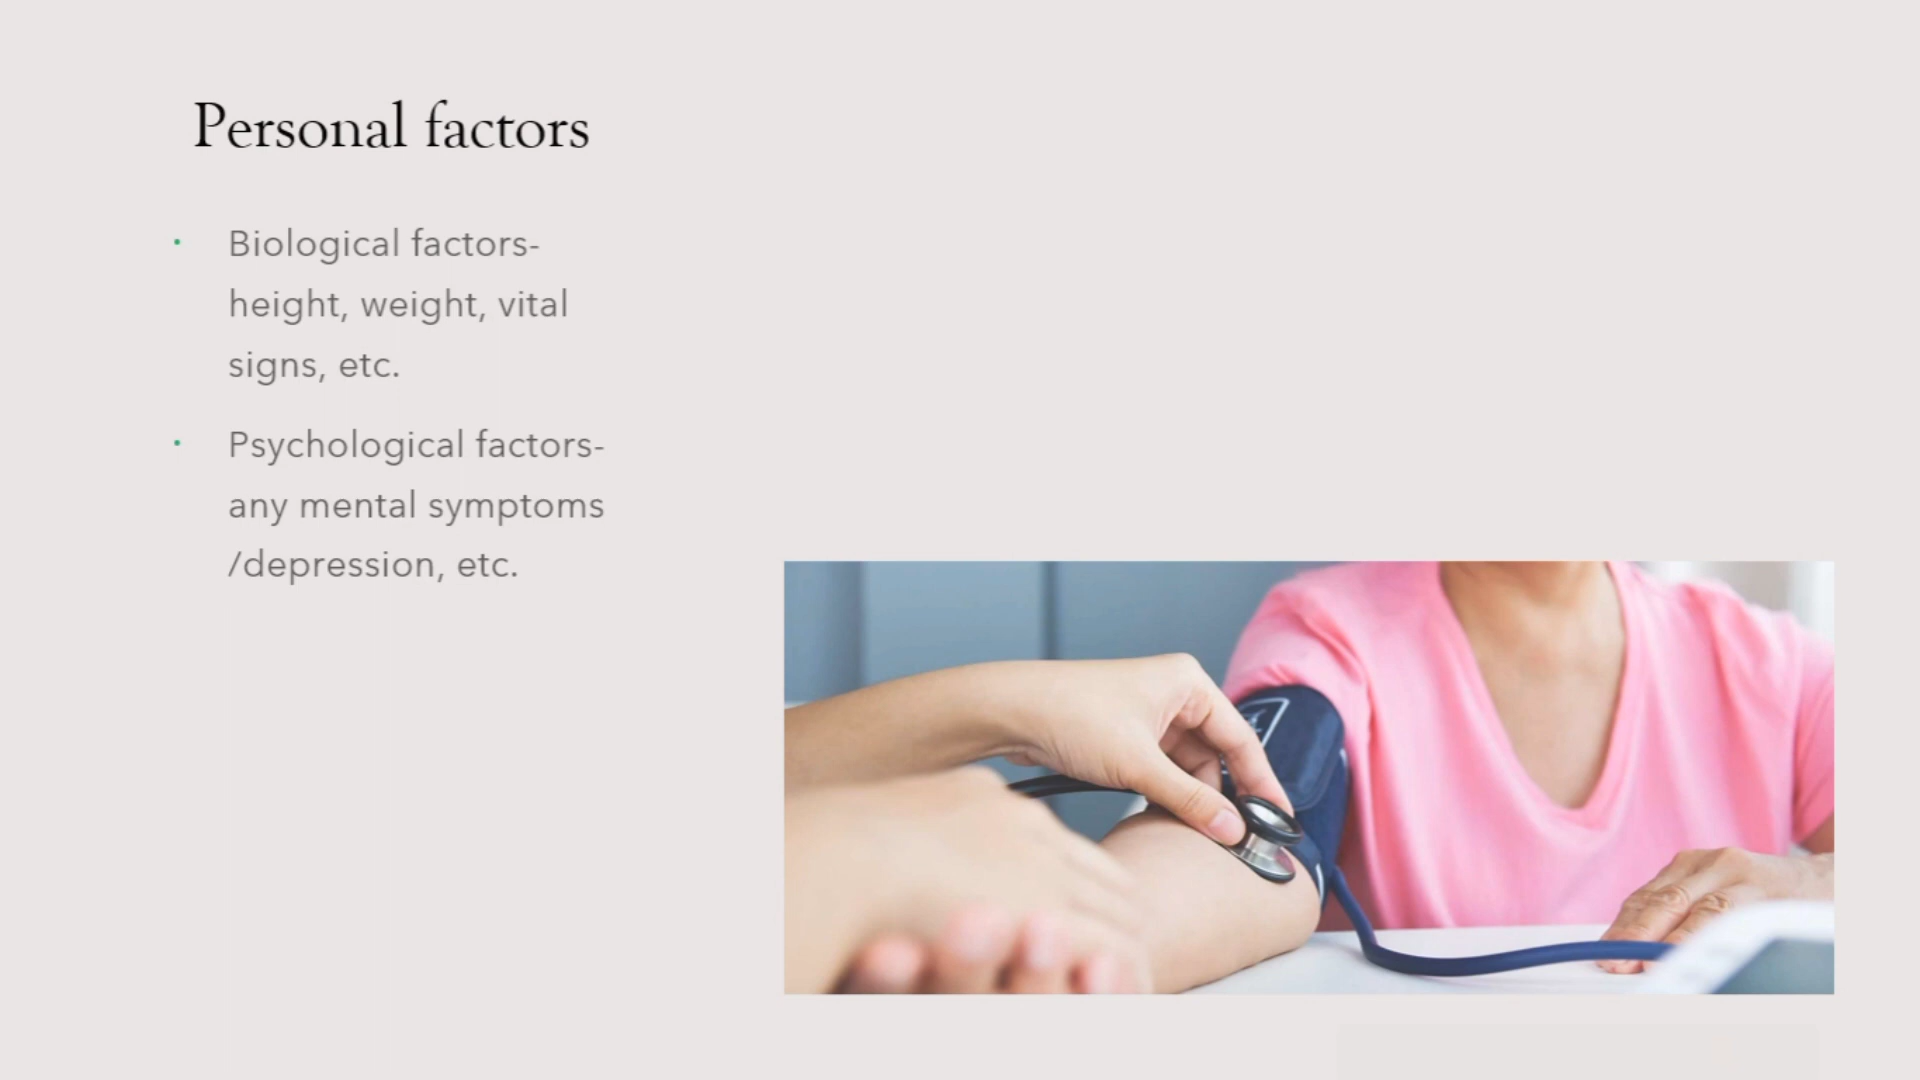 Personal factors
Biological factors-
height, weight, vital
signs, etc.
Psychological factors-
any mental symptoms
/depression, etc.